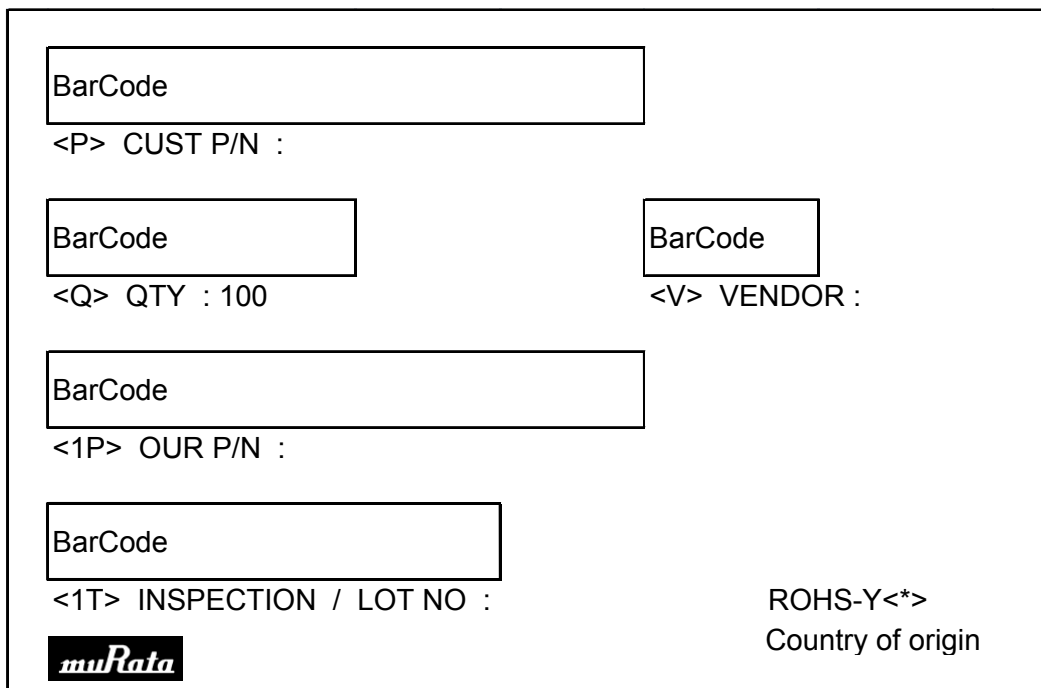 BarCode
<P> CUST P/N :
BarCode BarCode
<Q> QTY : 100 <V> VENDOR :
BarCode
<1P> OUR P/N :
BarCode
<1T> INSPECTION / LOT NO : ROHS-Y<*>
Country of origin
muRata